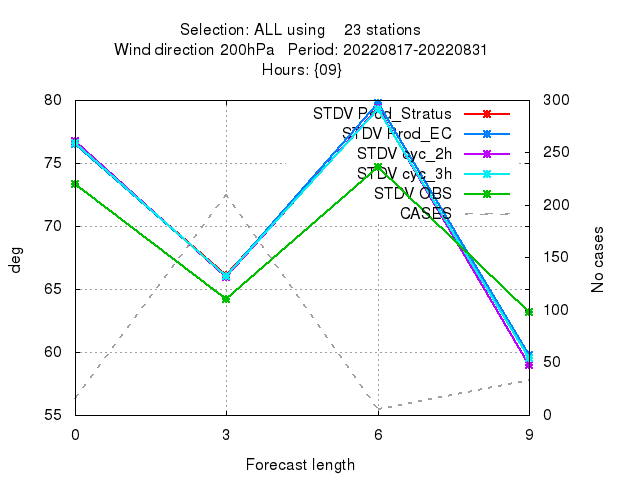 Selection: ALL using 23 stations
Wind direction 200hPa Period: 20220817-20220831
Hours: {09}
80 300
STDV Prod_Stratus
STDV Prod_EC
STDV cyc_2h
STDV cyc_3h
STDV OBS
CASES
75 250
70 200
65 150
60 100
55 50
0
deg
No cases
0 3 6 9
Forecast length